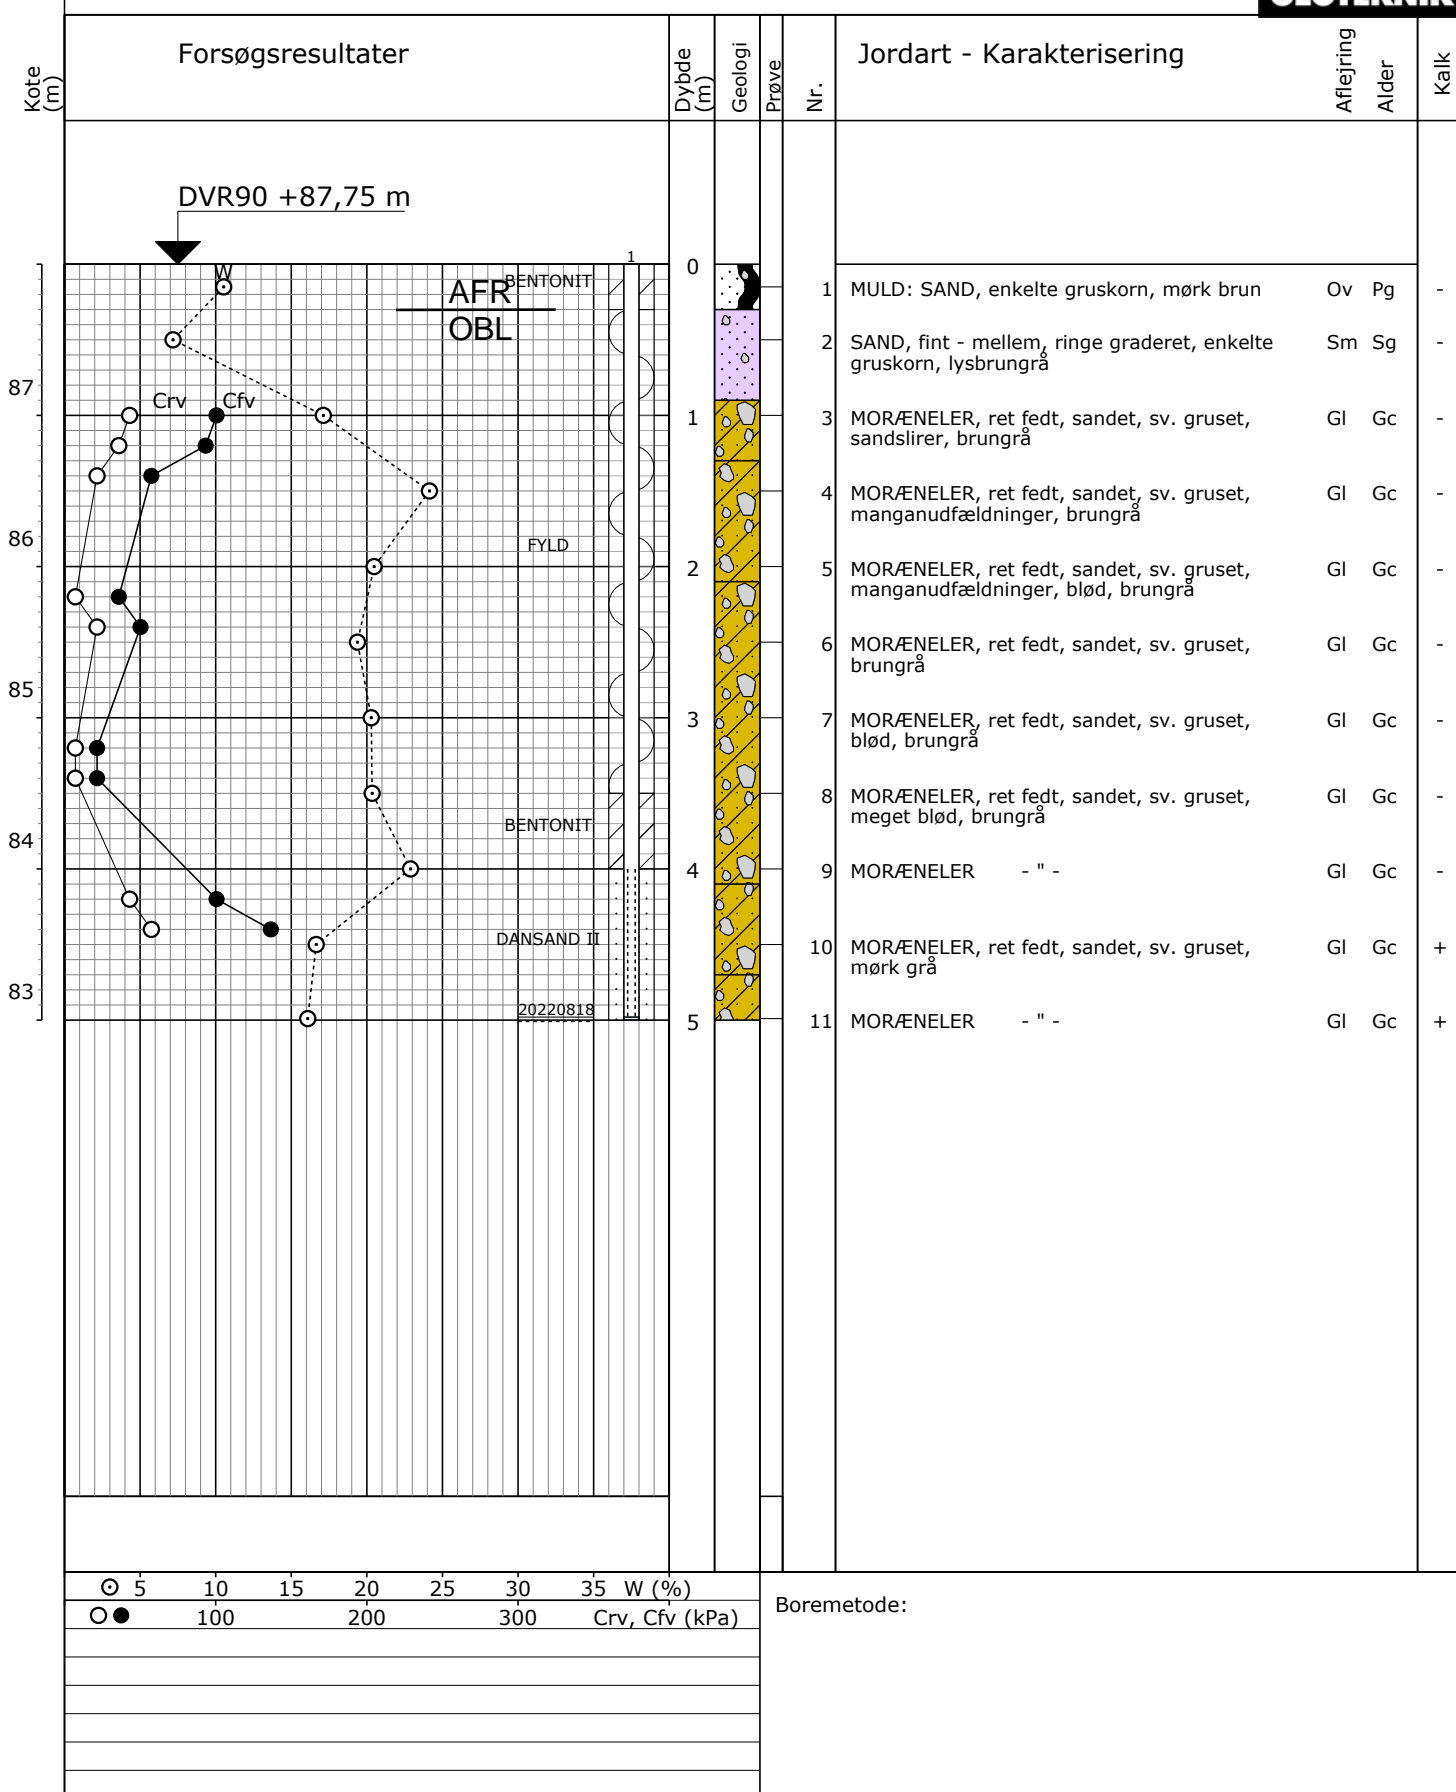 Kote (m)
Forsøgsresultater
Dybde (m)
Geologi
Prøve
Nr.
Jordart - Karakterisering
Aflejring
Alder
Kalk
DVR90 +87,75 m
W
1
AFR
BENTONIT
OBL
0
1 MULD: SAND, enkelte gruskorn, mørk brun Ov Pg -
2 SAND, fint - mellem, ringe graderet, enkelte Sm Sg -
gruskorn, lysbrungrå
87
Crv Cfv
1
3 MORÆNELER, ret fedt, sandet, sv. gruset, Gl Gc -
sandslirer, brungrå
4 MORÆNELER, ret fedt, sandet, sv. gruset, Gl Gc -
manganudfældninger, brungrå
86
FYLD
2
5 MORÆNELER, ret fedt, sandet, sv. gruset, Gl Gc -
manganudfældninger, blød, brungrå
6 MORÆNELER, ret fedt, sandet, sv. gruset, Gl Gc -
brungrå
85
3
7 MORÆNELER, ret fedt, sandet, sv. gruset, Gl Gc -
blød, brungrå
8 MORÆNELER, ret fedt, sandet, sv. gruset, Gl Gc -
meget blød, brungrå
84
BENTONIT
4
9 MORÆNELER - " - Gl Gc -
DANSAND II
10 MORÆNELER, ret fedt, sandet, sv. gruset, Gl Gc +
mørk grå
83
20220818
5
11 MORÆNELER - " - Gl Gc +
5 10 15 20 25 30 35 W (%)
100 200 300 Crv, Cfv (kPa)
Boremetode: